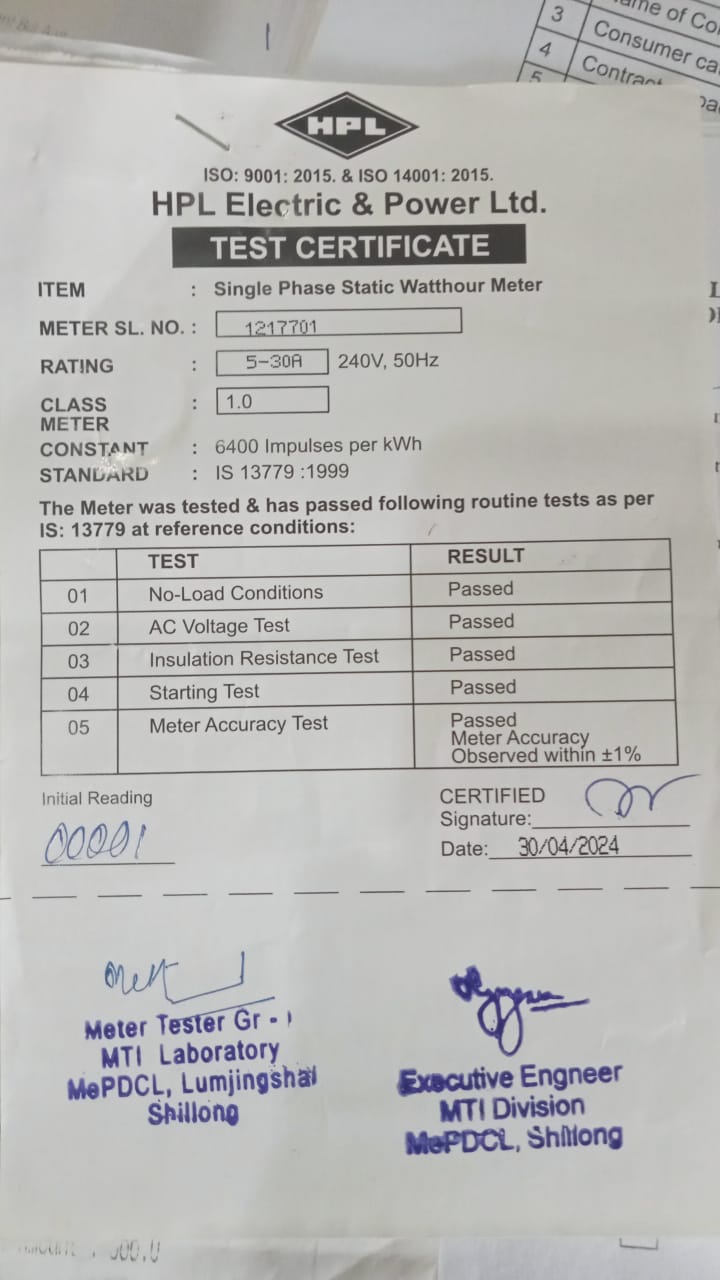 3
Name of Co
4
Consumer ca
5
Contract
HPL
ISO: 9001: 2015. & ISO 14001: 2015.
HPL Electric & Power Ltd.
TEST CERTIFICATE
ITEM : Single Phase Static Watthour Meter
METER SL. NO. : 1217701
RATING : 5-30A 240V, 50Hz
CLASS : 1.0
METER
CONSTANT : 6400 Impulses per kWh
STANDARD : IS 13779 :1999
The Meter was tested & has passed following routine tests as per
IS: 13779 at reference conditions:
TEST RESULT
01 No-Load Conditions Passed
02 AC Voltage Test Passed
03 Insulation Resistance Test Passed
04 Starting Test Passed
05 Meter Accuracy Test Passed
Meter Accuracy
Observed within ±1%
Initial Reading
00001
CERTIFIED
Signature:
Date: 30/04/2024
Meter Tester Gr - I
MTI Laboratory
MePDCL, Lumjingshai
Shillong
Executive Engneer
MTI Division
MePDCL, Shillong